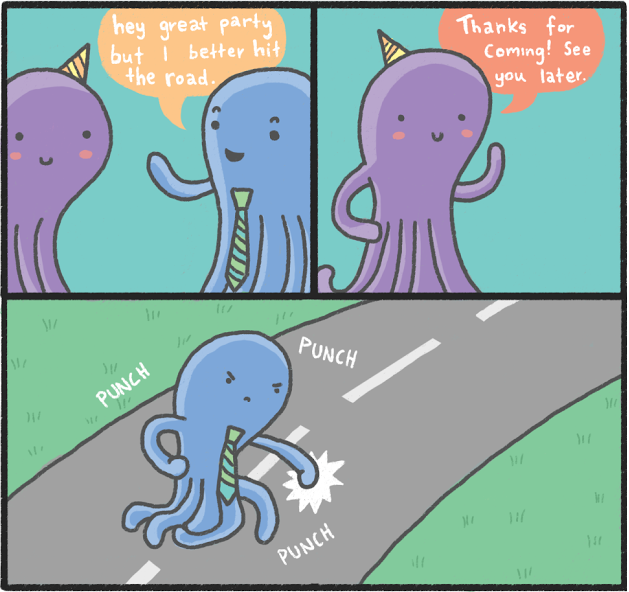 hey great party
but I better hit
the road.
Thanks for
Coming! See
you later.
PUNCH
PUNCH
PUNCH